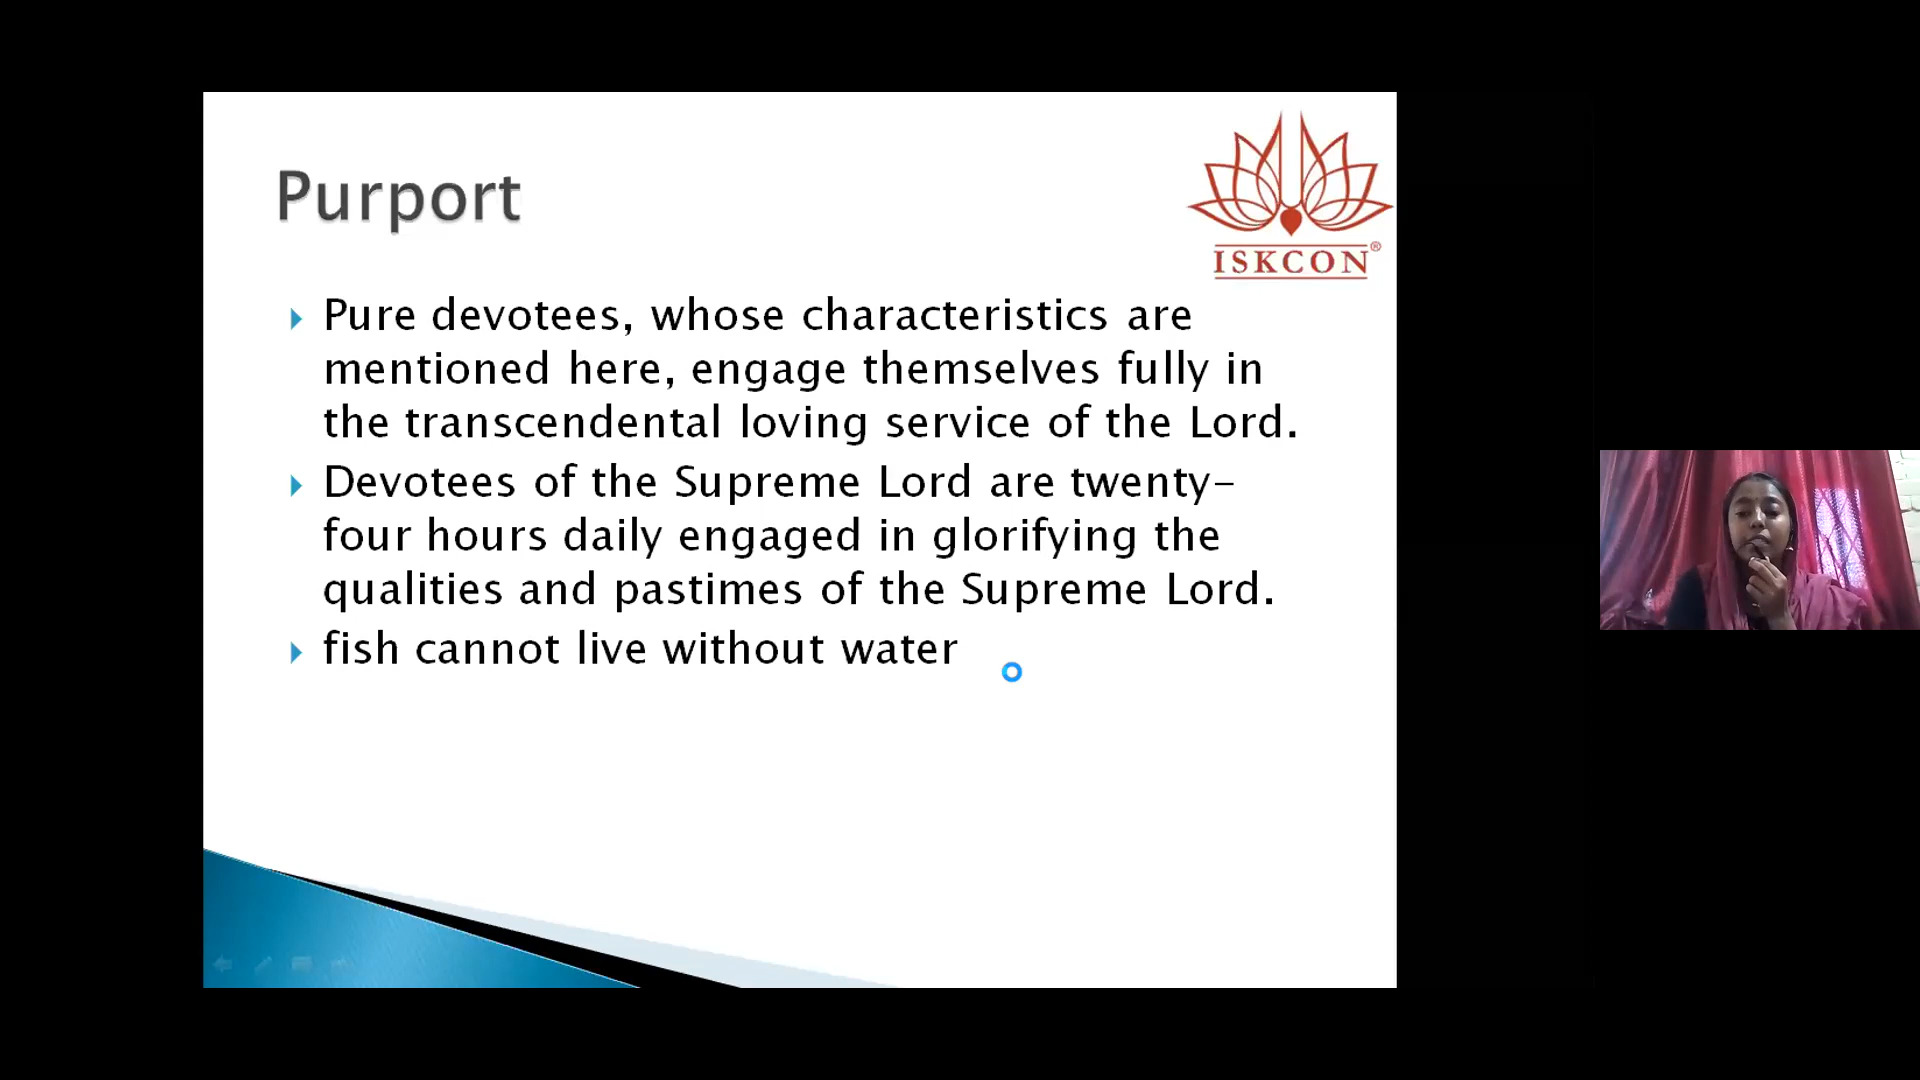 Purport
ISKCON®
Pure devotees, whose characteristics are
mentioned here, engage themselves fully in
the transcendental loving service of the Lord.
Devotees of the Supreme Lord are twenty-
four hours daily engaged in glorifying the
qualities and pastimes of the Supreme Lord.
fish cannot live without water